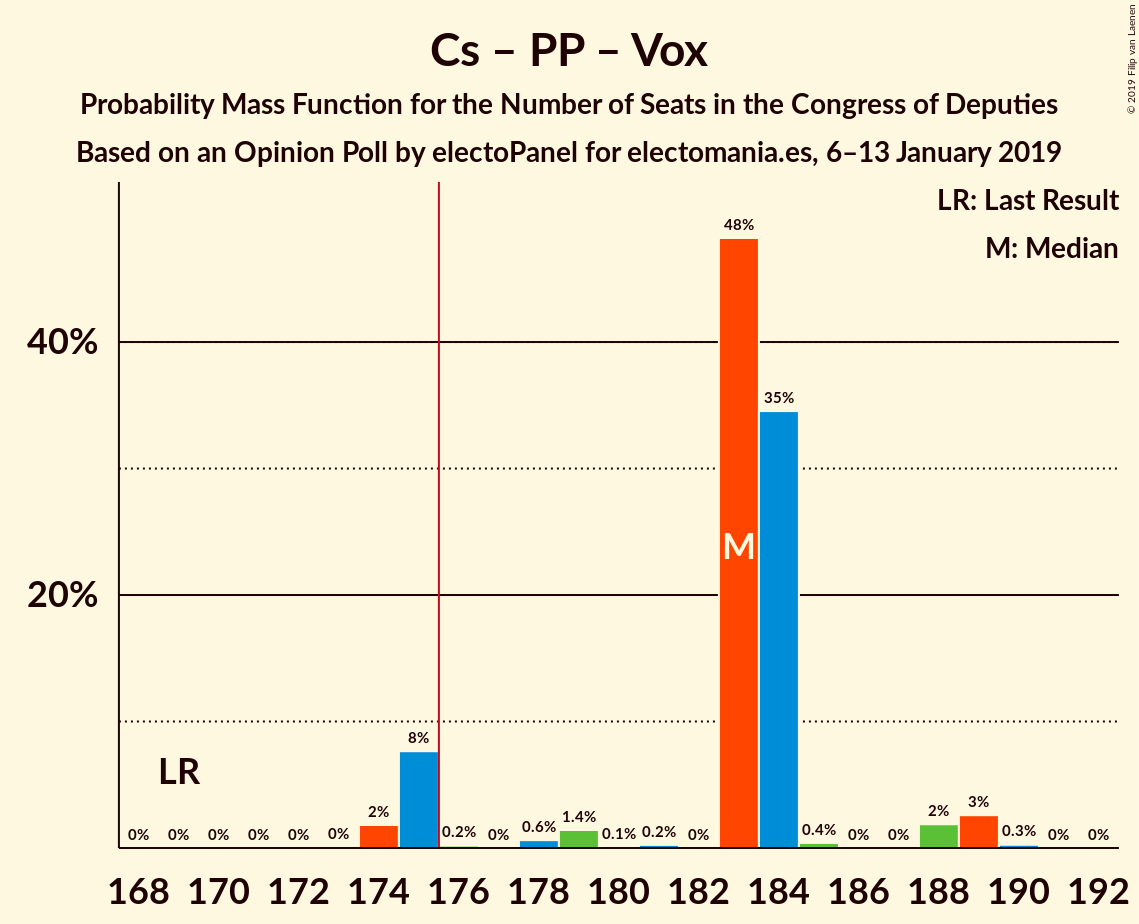 © 2019 Filip van Laenen
Cs – PP – Vox
Probability Mass Function for the Number of Seats in the Congress of Deputies
Based on an Opinion Poll by electoPanel for electomania.es, 6–13 January 2019
LR: Last Result
M: Median
48%
40%
35%
M
20%
8%
LR
2% 3%
2%
0% 0% 0% 0% 0% 0% 0.2% 0% 0.6% 1.4% 0.1% 0.2% 0% 0.4% 0% 0% 0.3% 0% 0%
168 170 172 174 176 178 180 182 184 186 188 190 192